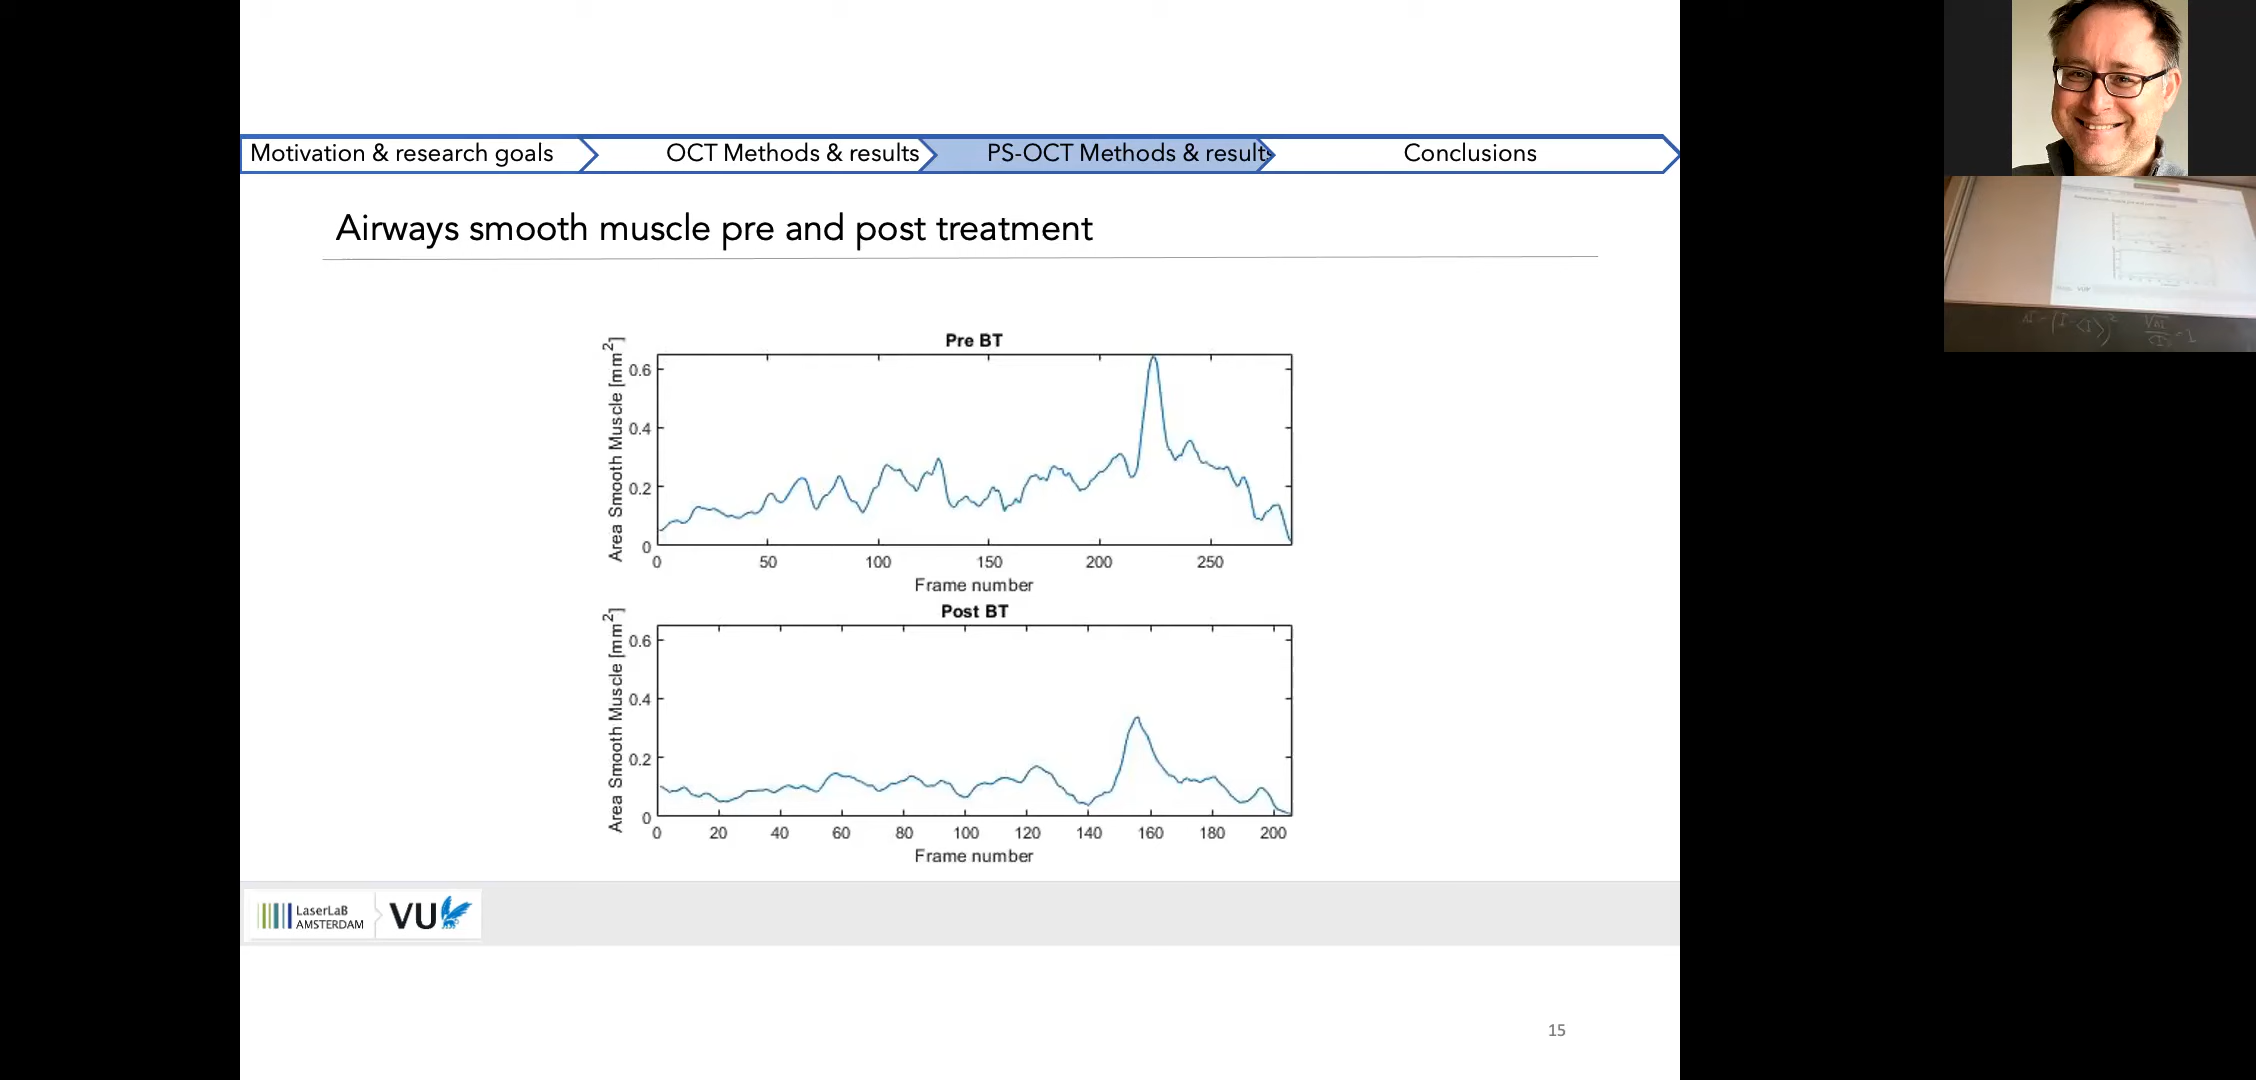 Motivation & research goals
OCT Methods & results
PS-OCT Methods & results
Conclusions
Airways smooth muscle pre and post treatment
Pre BT
Area Smooth Muscle [mm2]
0.6
0.4
0.2
0
0 50 100 150 200 250
Frame number
Post BT
Area Smooth Muscle [mm2]
0.6
0.4
0.2
0
0 20 40 60 80 100 120 140 160 180 200
Frame number
LaserLaB
AMSTERDAM
VU
15